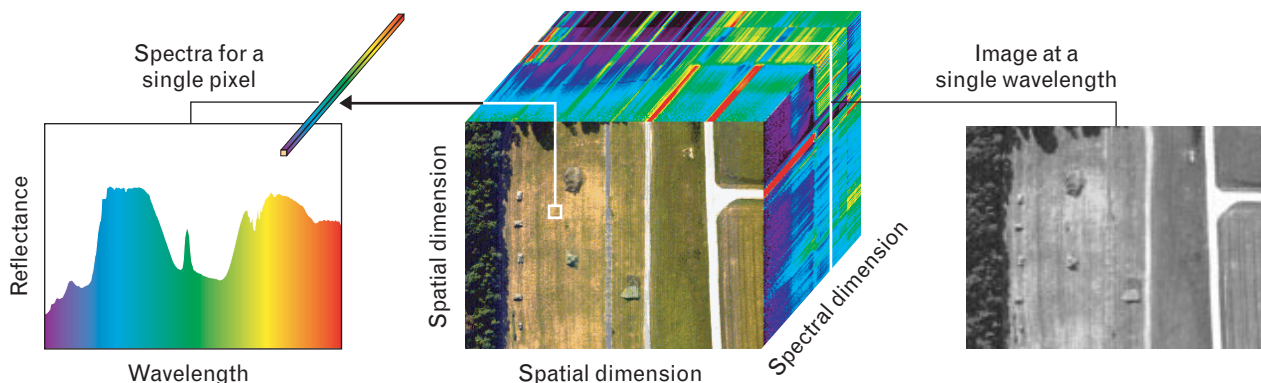 Spectra for a
single pixel
Reflectance
Wavelength
Spatial dimension
Spatial dimension
Spectral dimension
Image at a
single wavelength